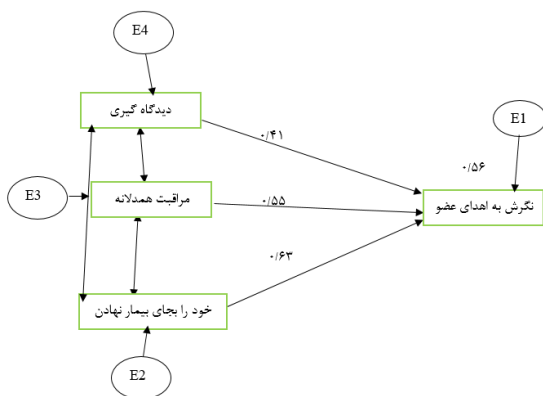 E4
دیدگاه گیری
E1
۰/۴۱
۰/۵۶
E3
مراقبت همدلانه
۰/۵۵
نگرش به اهدای عضو
۰/۶۳
خود را بجای بیمار نهادن
E2